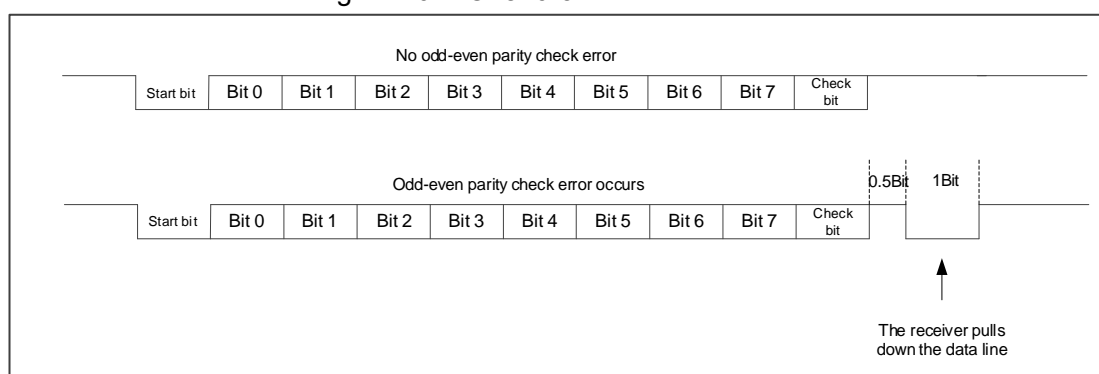 No odd-even parity check error
Start bit Bit 0 Bit 1 Bit 2 Bit 3 Bit 4 Bit 5 Bit 6 Bit 7 Check
bit
0.5Bit 1Bit
Odd-even parity check error occurs
Start bit Bit 0 Bit 1 Bit 2 Bit 3 Bit 4 Bit 5 Bit 6 Bit 7 Check
bit
The receiver pulls
down the data line